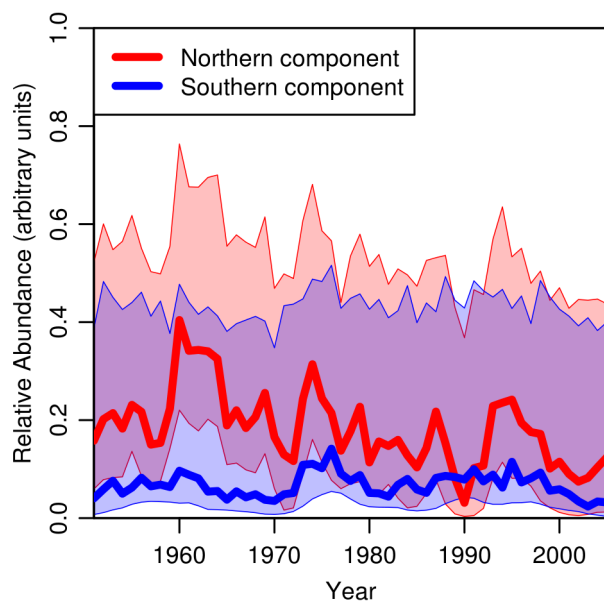 Northern component
Southern component
Relative Abundance (arbitrary units)
1.0
0.8
0.6
0.4
0.2
0.0
1960 1970 1980 1990 2000
Year